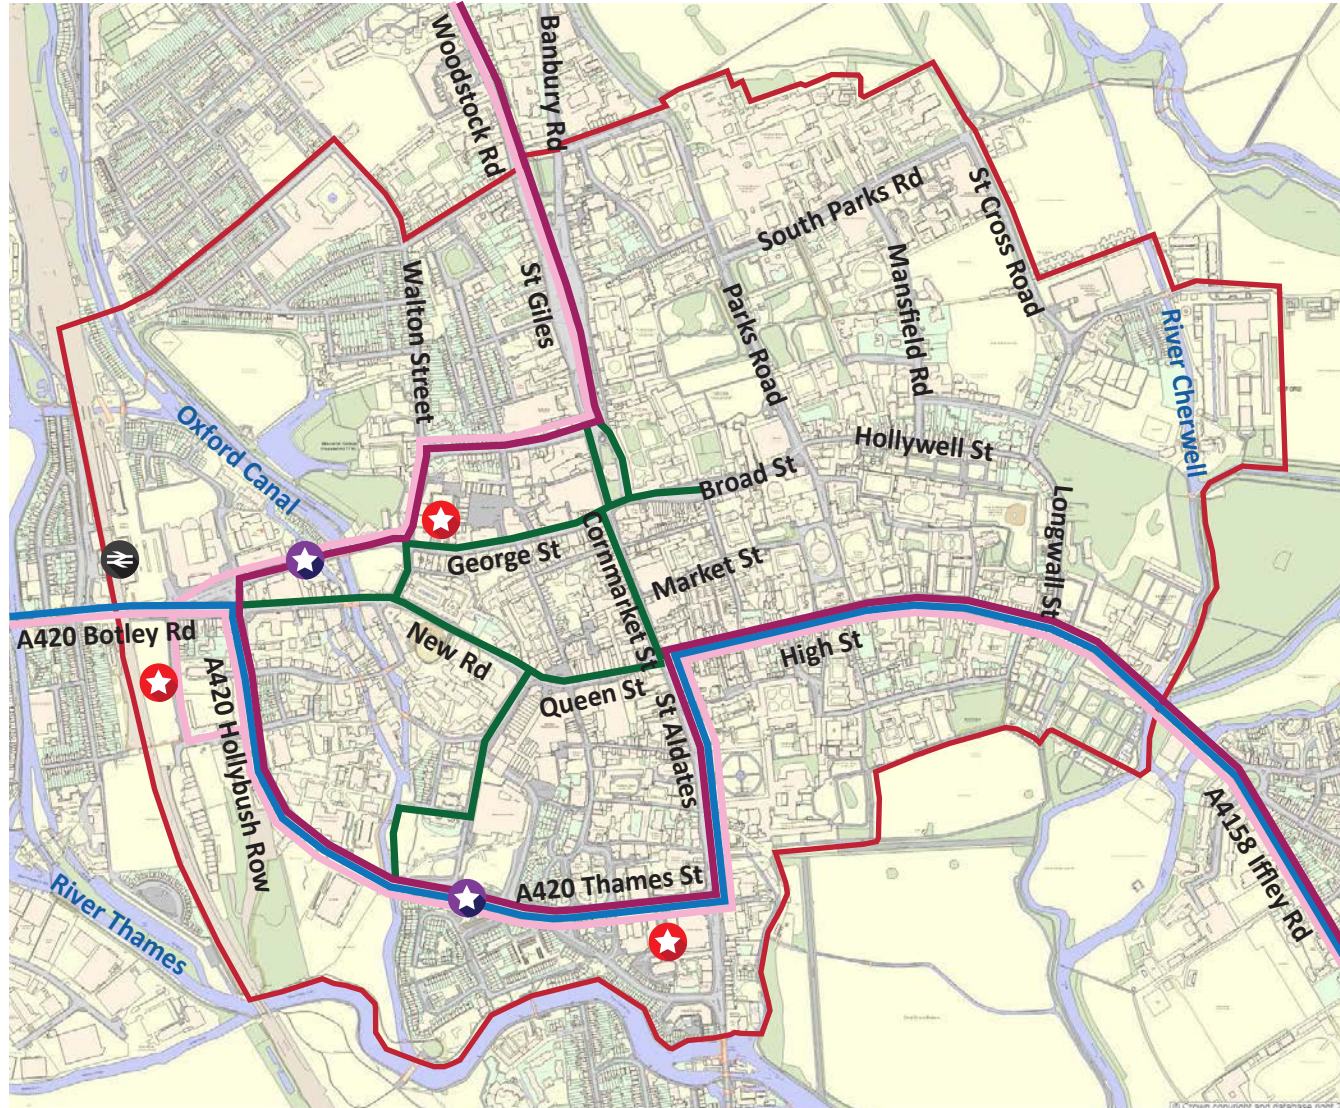 Woodstock Rd
Banbury Rd
South Parks Rd
St Cross Road
Mansfield Rd
Walton Street
St Giles
Parks Road
River Cherwell
Oxford Canal
Hollywell St
Broad St
Longwall St
George St
Cornmarket St
Market St
A420 Botley Rd
New Rd
High St
Queen St
A420 Hollybush Row
St Aldates
A4158 Iffley Rd
A420 Thames St
River Thames